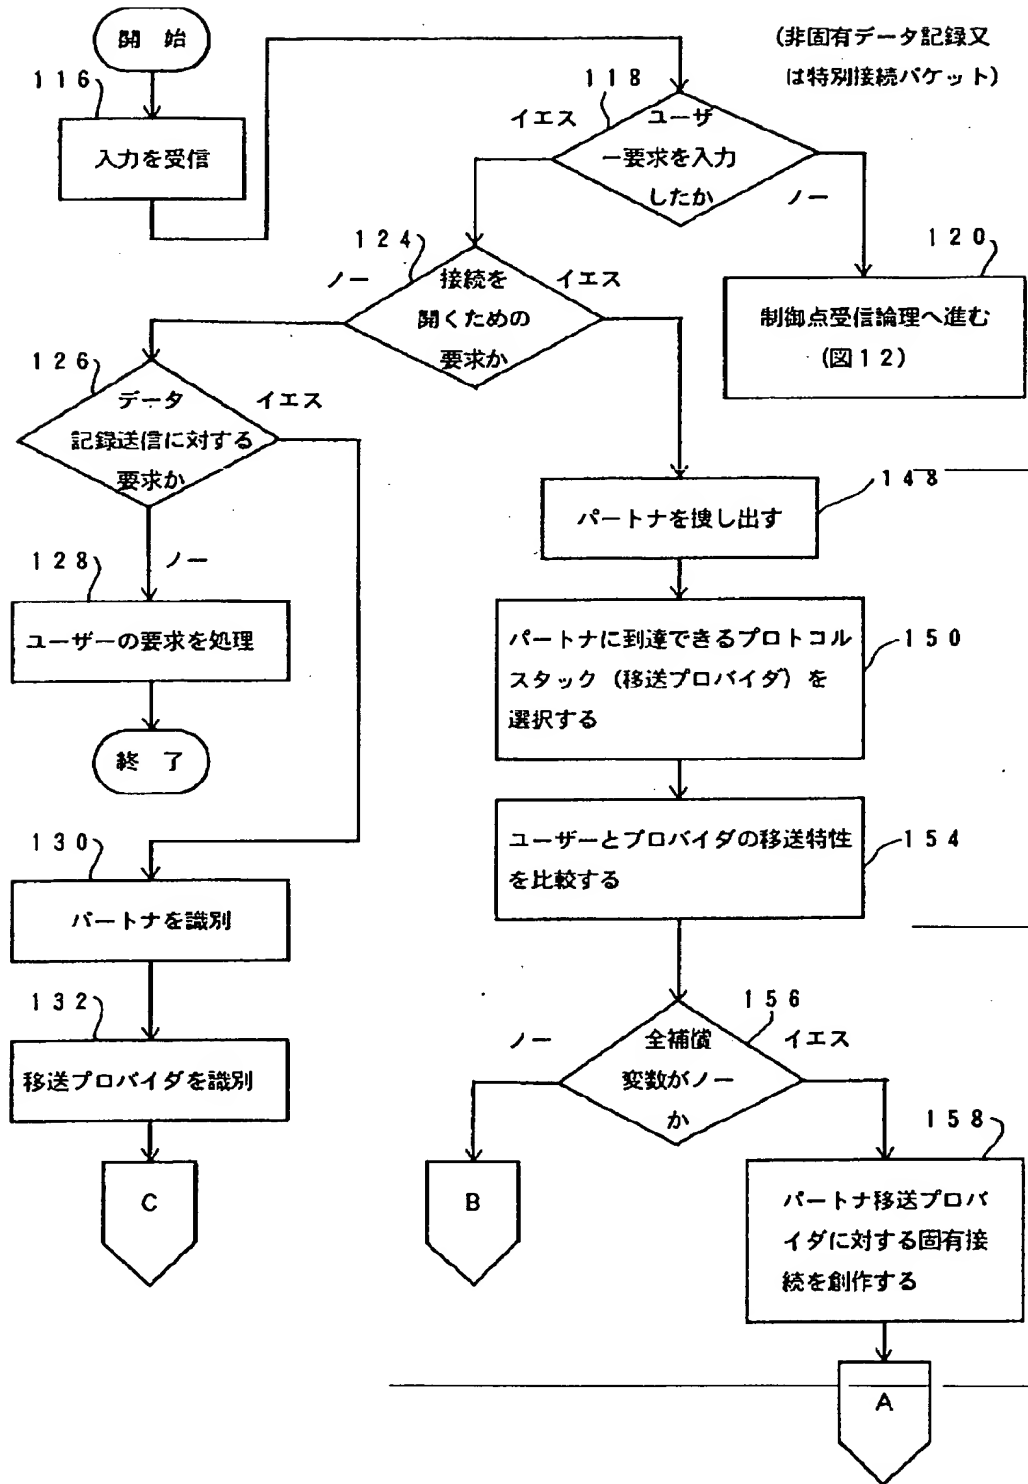 開 始
(非固有データ記録又
は特別接続パケット)
116
入力を受信
118
イエス
ユーザ
ー要求を入力
したか
ノー
120
制御点受信論理へ進む
(図12)
124
ノー
接続を
開くための
要求か
イエス
126
データ
記録送信に対する
要求か
イエス
ノー
128
ユーザーの要求を処理
終 了
130
パートナを識別
132
移送プロバイダを識別
C
148
パートナを捜し出す
150
パートナに到達できるプロトコル
スタック (移送プロバイダ) を
選択する
154
ユーザーとプロバイダの移送特性
を比較する
156
ノー
全補償
変数がノー
か
イエス
B
158
パートナ移送プロバ
イダに対する固有接
続を創作する
A